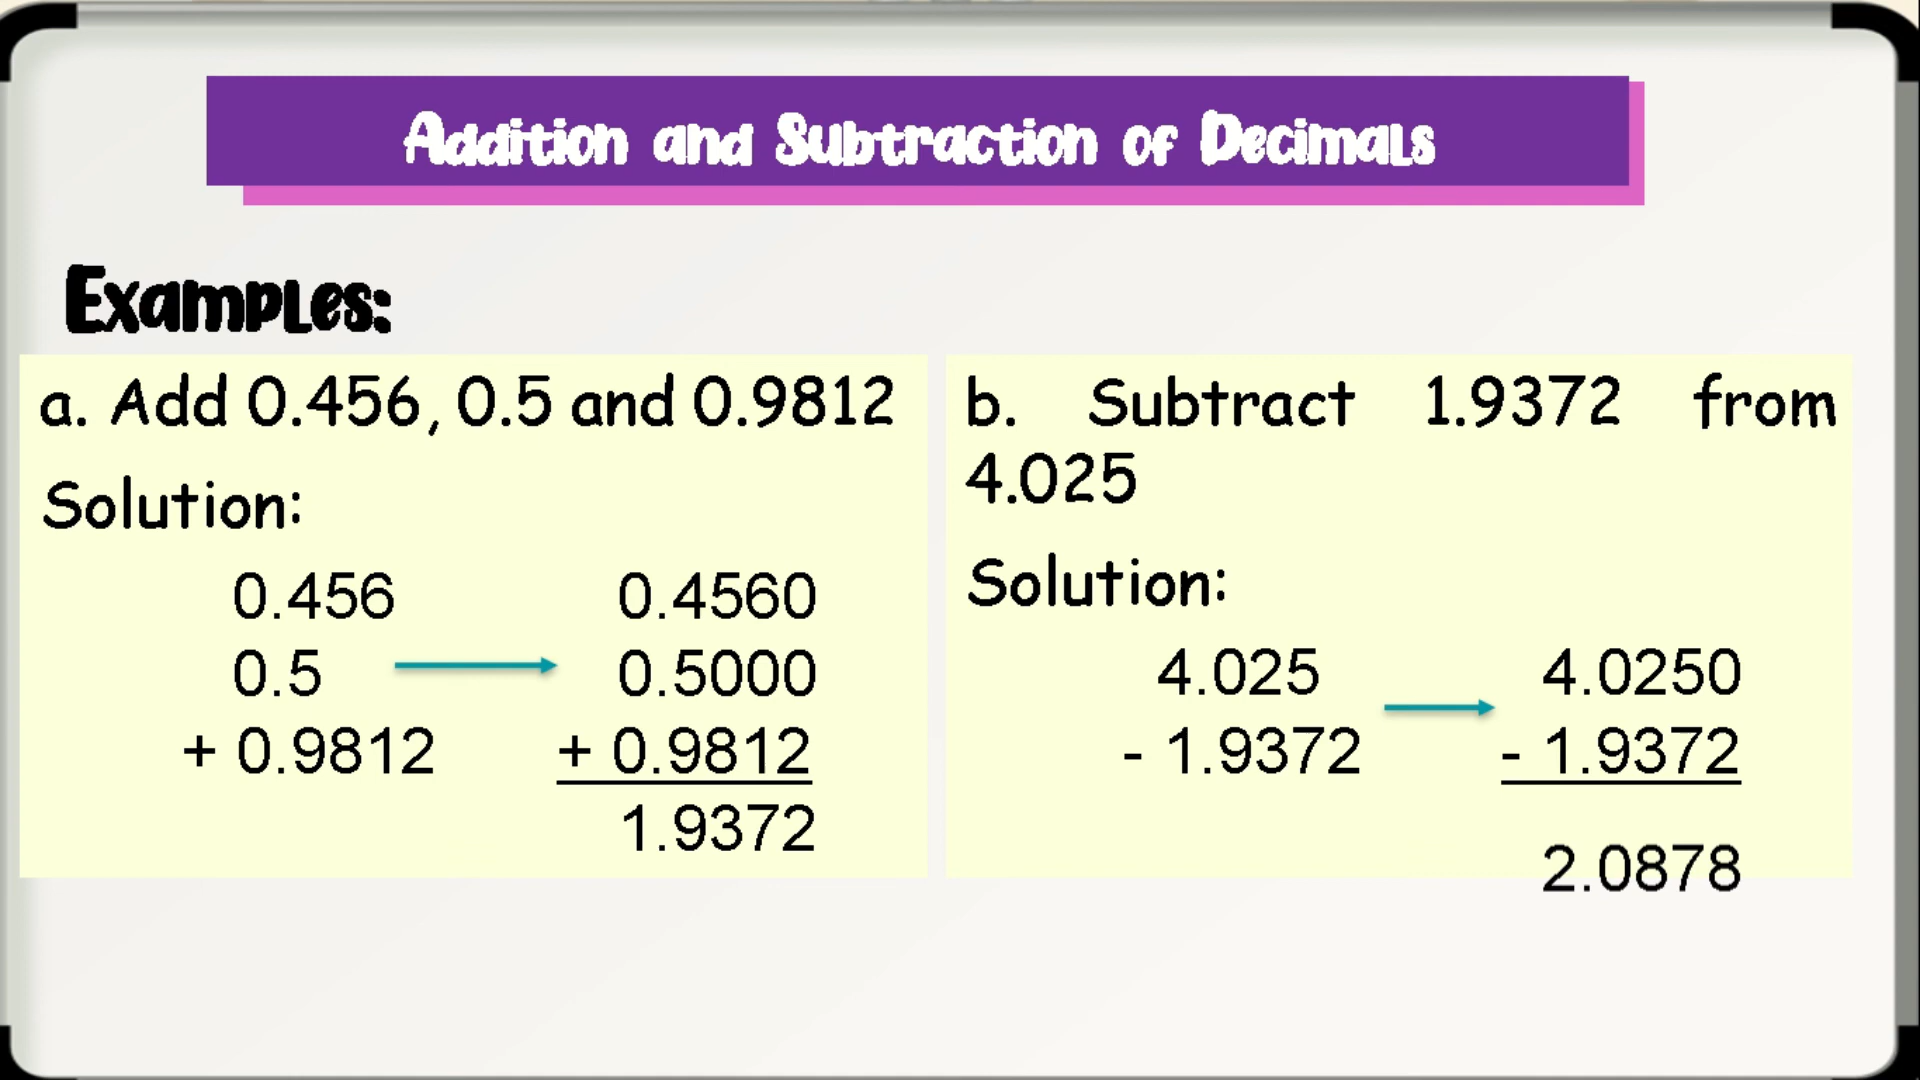 Addition and Subtraction of Decimals
Examples:
a. Add 0.456, 0.5 and 0.9812
Solution:
0.456 0.4560
0.5 0.5000
+ 0.9812 + 0.9812
1.9372
b. Subtract 1.9372 from
4.025
Solution:
4.025 4.0250
- 1.9372 - 1.9372
2.0878